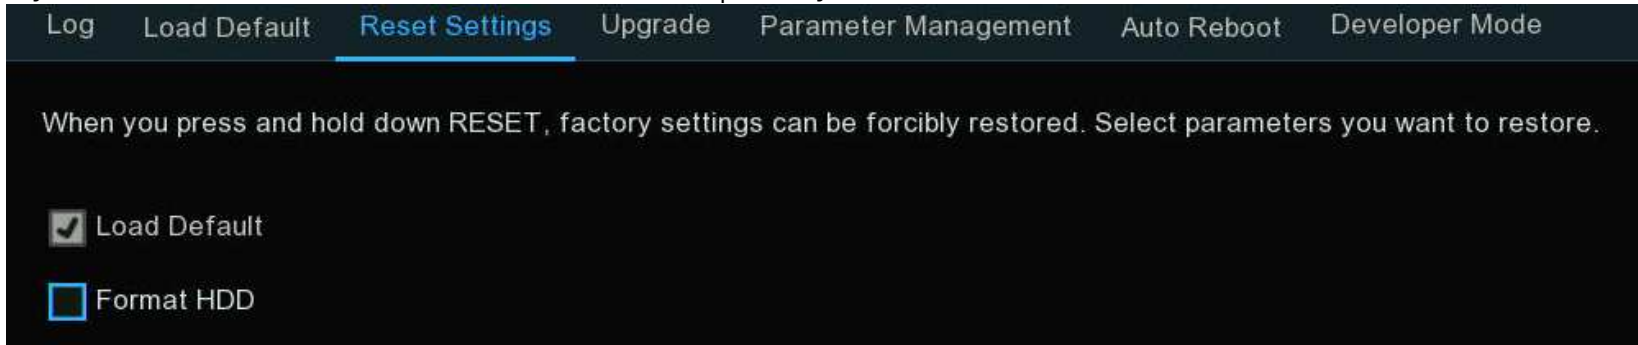 Log Load Default Reset Settings Upgrade Parameter Management Auto Reboot Developer Mode
When you press and hold down RESET, factory settings can be forcibly restored. Select parameters you want to restore.
Load Default
Format HDD